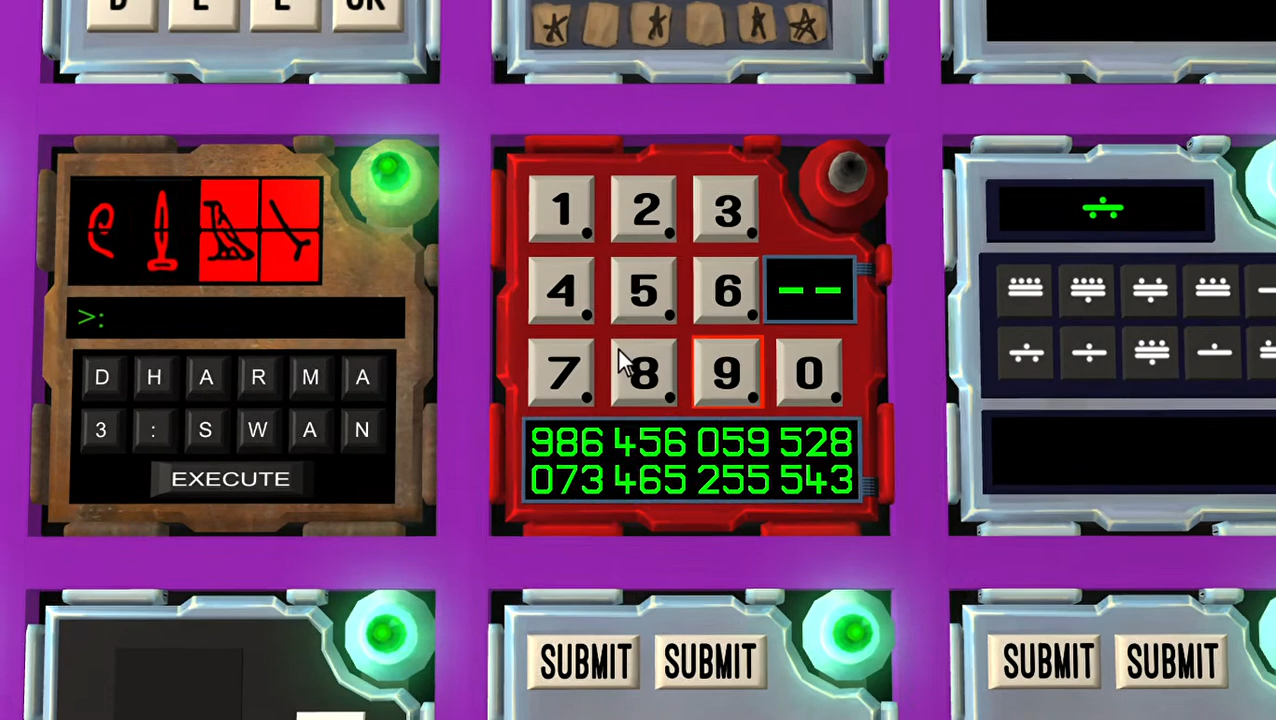 >:
D H A R M A
3 : S W A N
EXECUTE
1 2 3
4 5 6 --
7 8 9 0
986 456 059 528
073 465 255 543
SUBMIT SUBMIT
SUBMIT SUBMIT